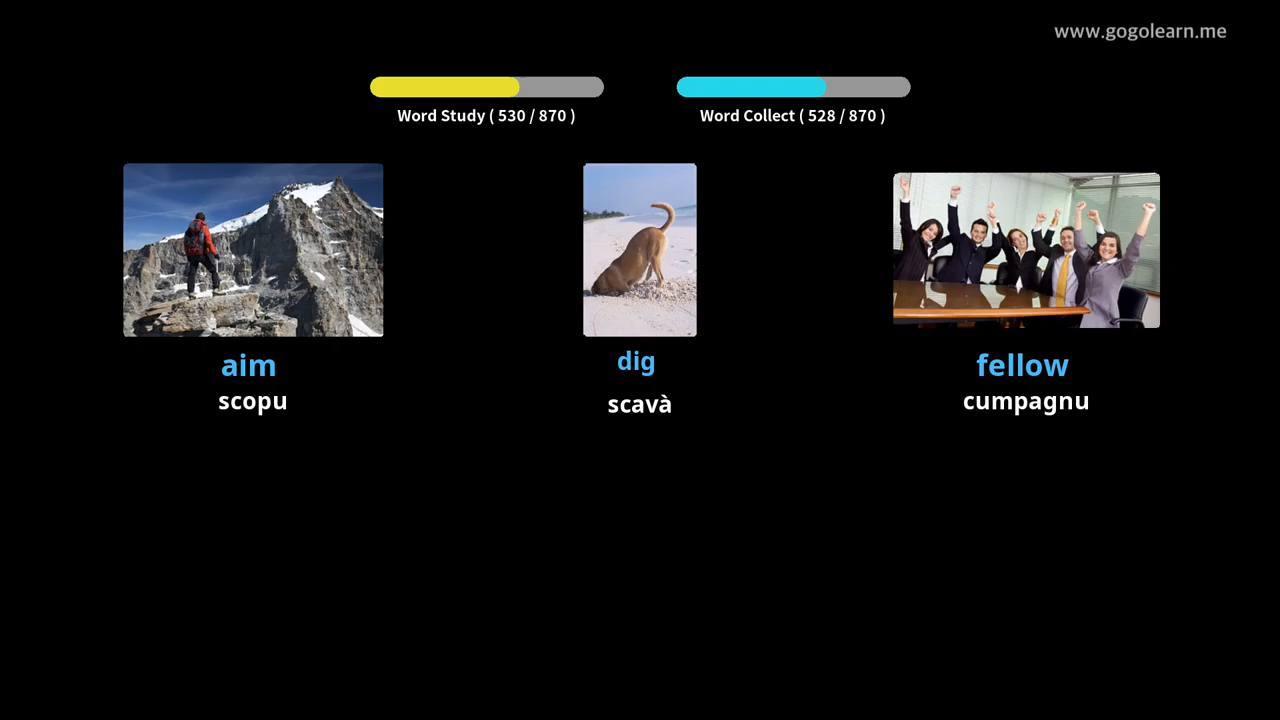 www.gogolearn.me
Word Study ( 530 / 870 )
Word Collect ( 528 / 870 )
aim
scopu
dig
scavà
fellow
cumpagnu